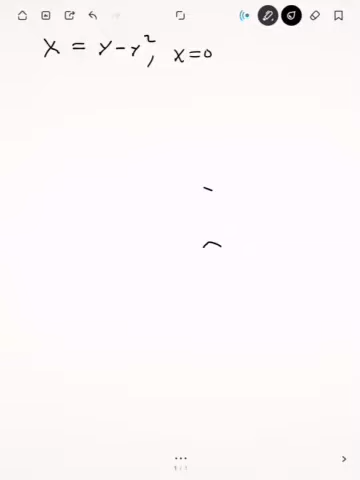 x = y - y², x = 0